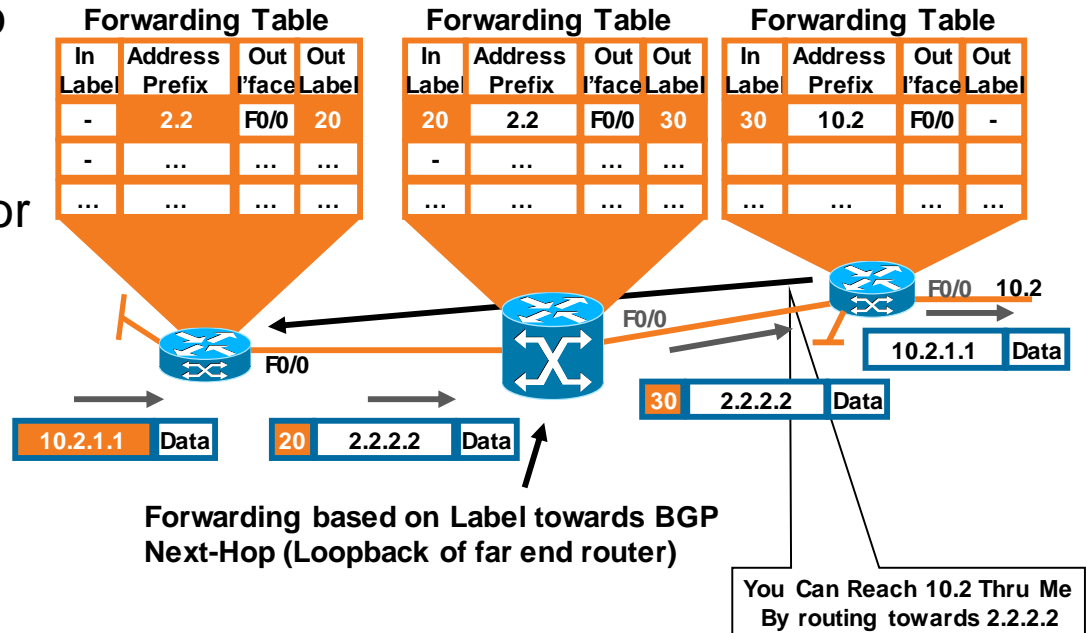 Forwarding Table Forwarding Table Forwarding Table
In Label Address Prefix Out I'face Out Label
- 2.2 F0/0 20
- ... ... ...
... ... ... ...
In Label Address Prefix Out I'face Out Label
20 2.2 F0/0 30
- ... ... ...
... ... ... ...
In Label Address Prefix Out I'face Out Label
30 10.2 F0/0 -
... ... ... ...
or
F0/0
F0/0
F0/0 10.2
10.2.1.1 Data
20 2.2.2.2 Data
30 2.2.2.2 Data
10.2.1.1 Data
Forwarding based on Label towards BGP
Next-Hop (Loopback of far end router)
You Can Reach 10.2 Thru Me
By routing towards 2.2.2.2